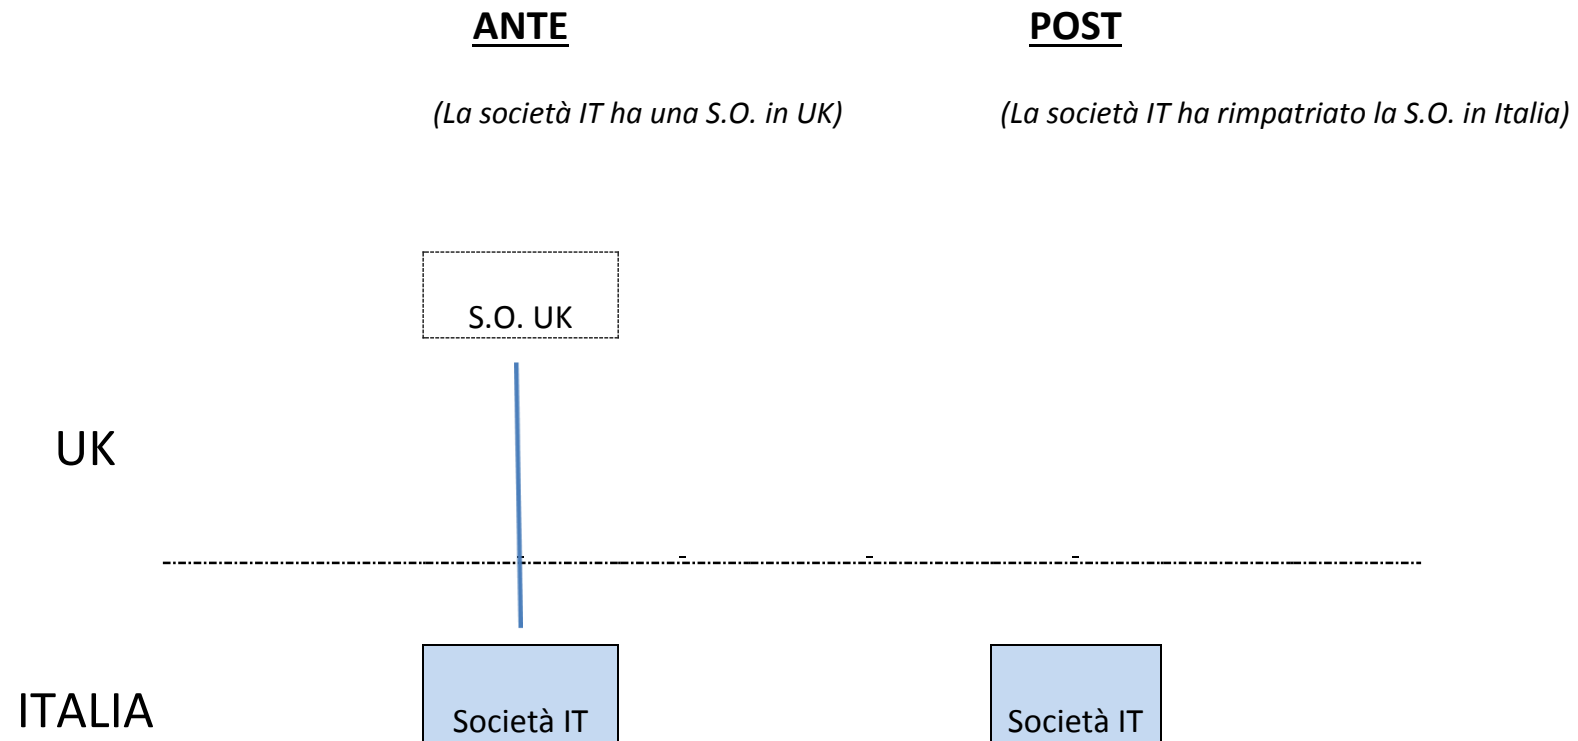 ANTE
POST
(La società IT ha una S.O. in UK)
(La società IT ha rimpatriato la S.O. in Italia)
S.O. UK
UK
ITALIA
Società IT
Società IT